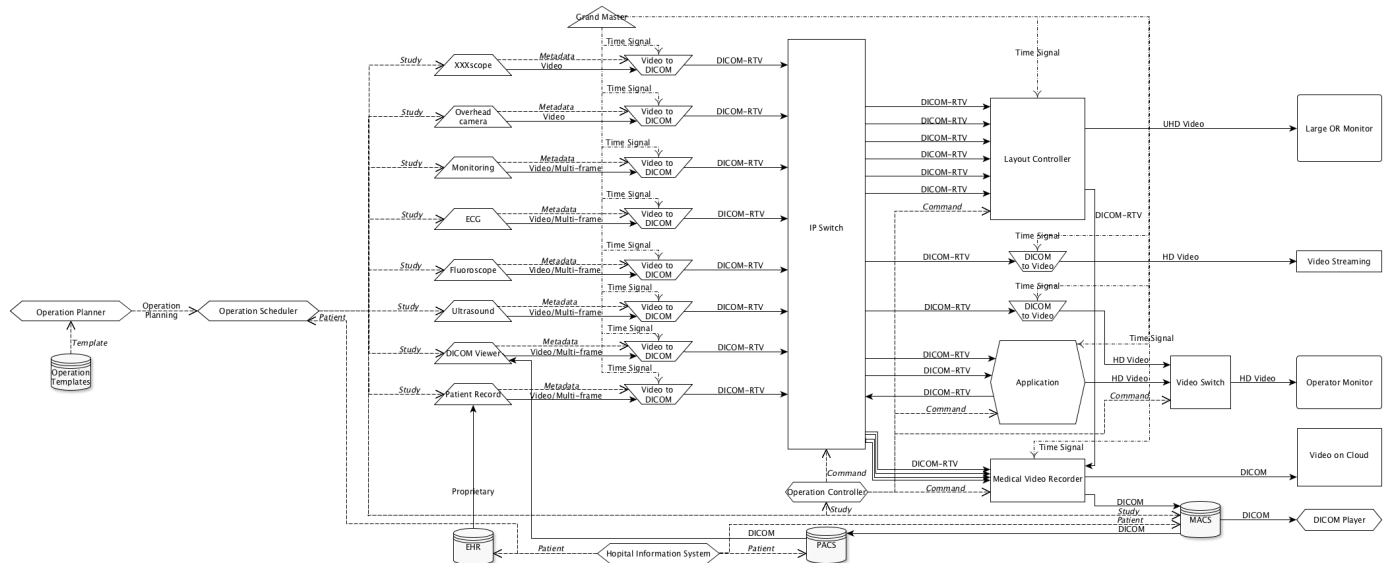 Grand Master
Time Signal
Time Signal
Study
XXXscope
Metadata
Video
Video to
DICOM
DICOM-RTV
Time Signal
Study
Overhead
camera
Metadata
Video
Video to
DICOM
DICOM-RTV
Time Signal
Study
Monitoring
Metadata
Video/Multi-frame
Video to
DICOM
DICOM-RTV
Time Signal
Study
ECG
Metadata
Video/Multi-frame
Video to
DICOM
DICOM-RTV
Time Signal
Study
Fluoroscope
Metadata
Video/Multi-frame
Video to
DICOM
DICOM-RTV
Time Signal
Study
Ultrasound
Metadata
Video/Multi-frame
Video to
DICOM
DICOM-RTV
Time Signal
Study
DICOM Viewer
Metadata
Video/Multi-frame
Video to
DICOM
DICOM-RTV
Time Signal
Study
Patient Record
Metadata
Video/Multi-frame
Video to
DICOM
DICOM-RTV
Operation Planner
Operation
Planning
Operation Scheduler
Patient
Template
Operation
Templates
IP Switch
DICOM-RTV
DICOM-RTV
DICOM-RTV
DICOM-RTV
DICOM-RTV
DICOM-RTV
Command
Layout Controller
UHD Video
Large OR Monitor
DICOM-RTV
Time Signal
DICOM-RTV
DICOM
to Video
HD Video
Video Streaming
Time Signal
DICOM-RTV
DICOM
to Video
Time Signal
DICOM-RTV
DICOM-RTV
DICOM-RTV
Command
Application
HD Video
HD Video
Command
Video Switch
HD Video
Operator Monitor
Time Signal
DICOM-RTV
Command
Medical Video Recorder
DICOM
Video on Cloud
Command
Operation Controller
Study
Proprietary
DICOM
Study
Patient
DICOM
MACS
DICOM
DICOM Player
EHR
Patient
Hopital Information System
Patient
DICOM
PACS